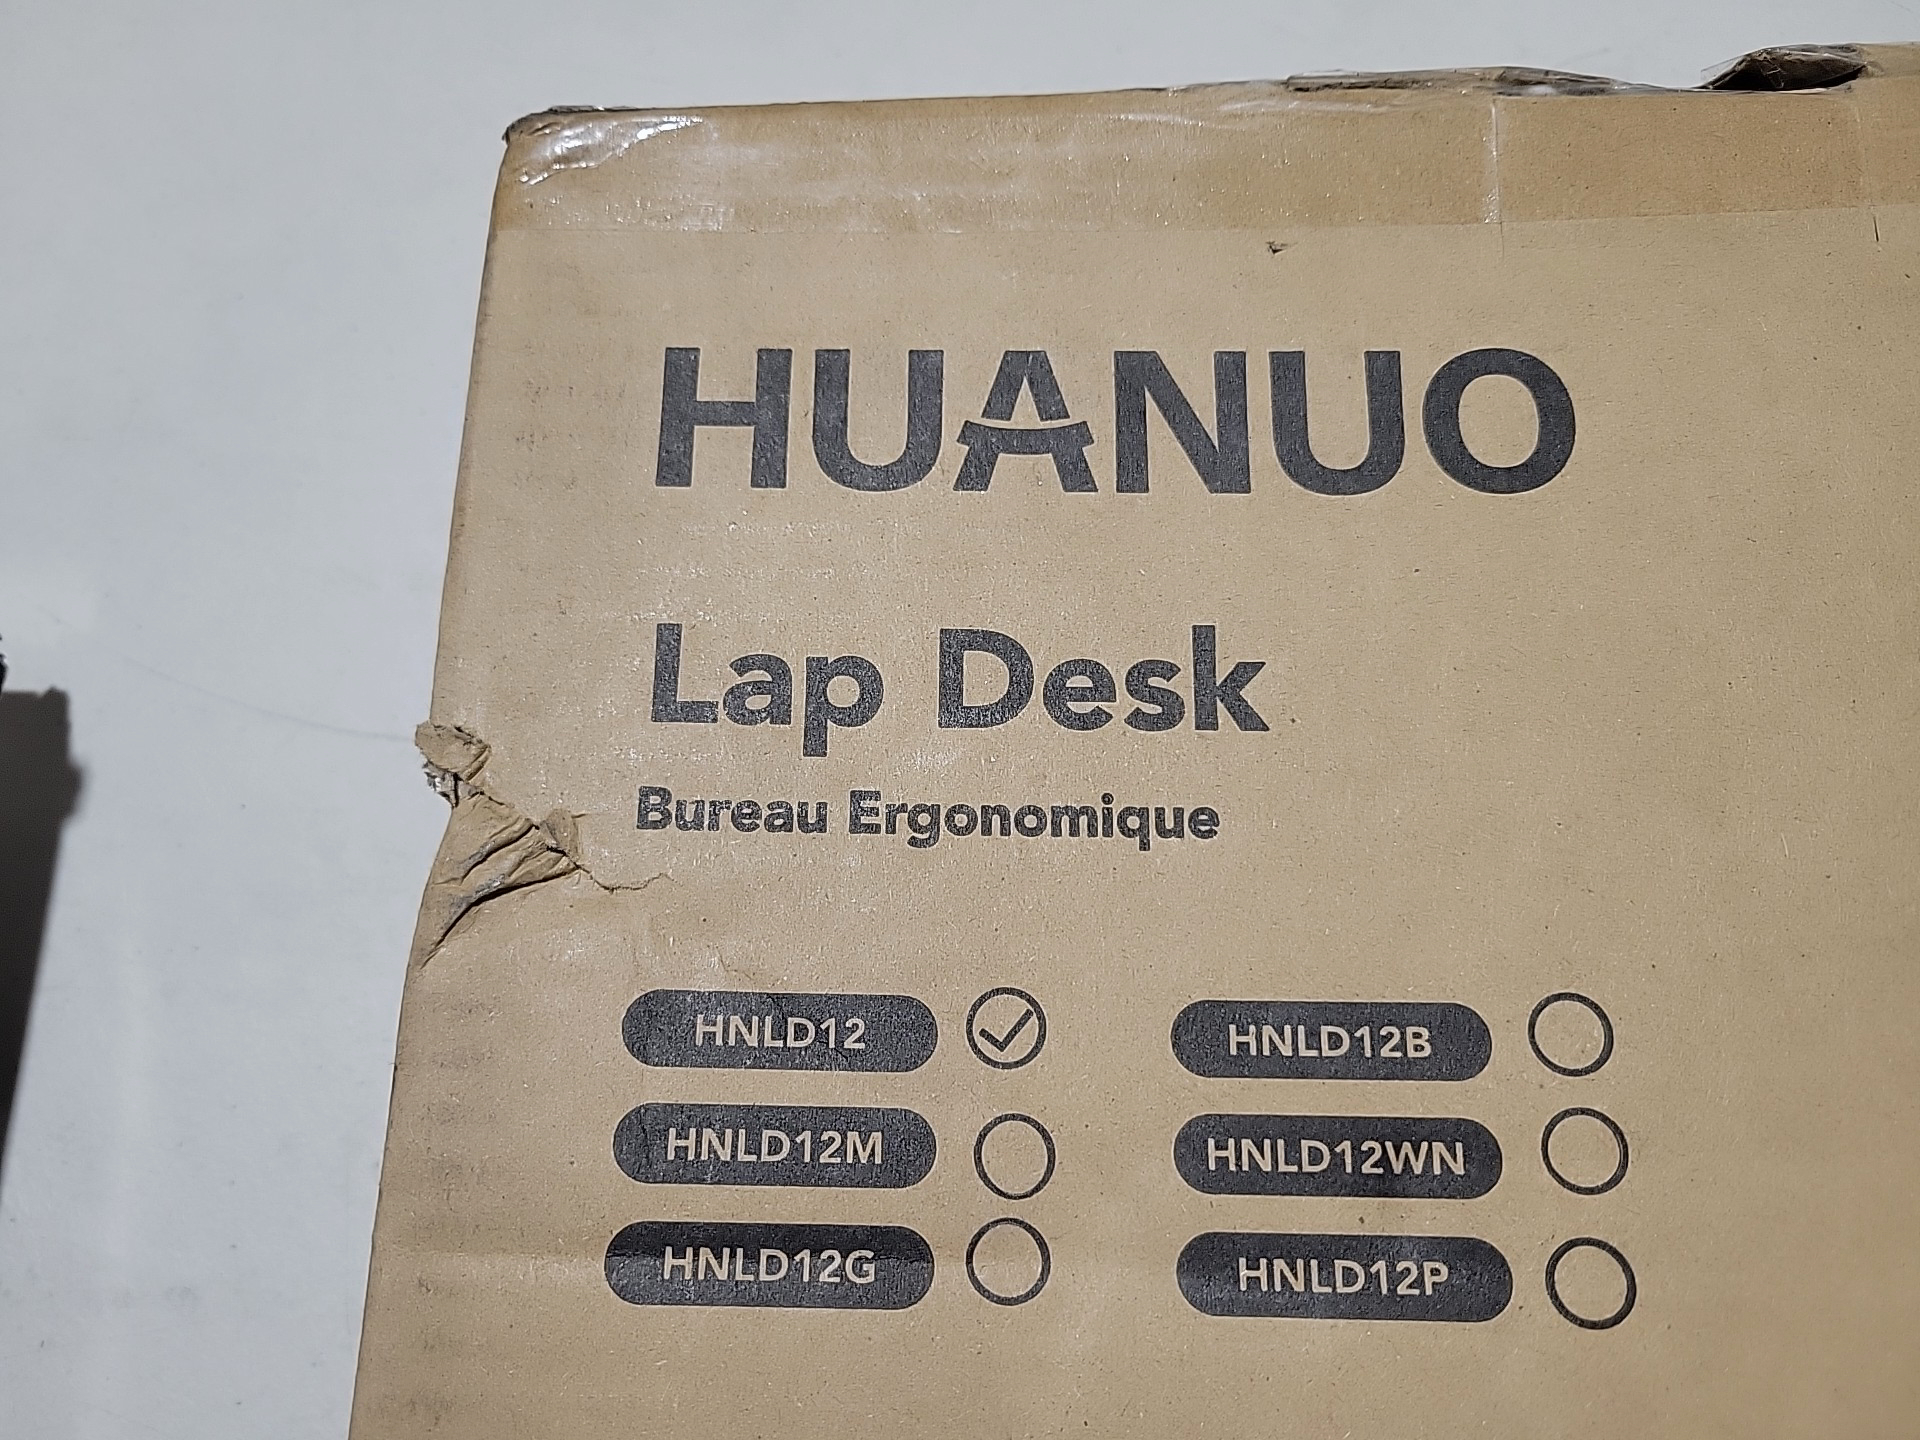 HUANUO
Lap Desk
Bureau Ergonomique
HNLD12 HNLD12B
HNLD12M HNLD12WN
HNLD12G HNLD12P